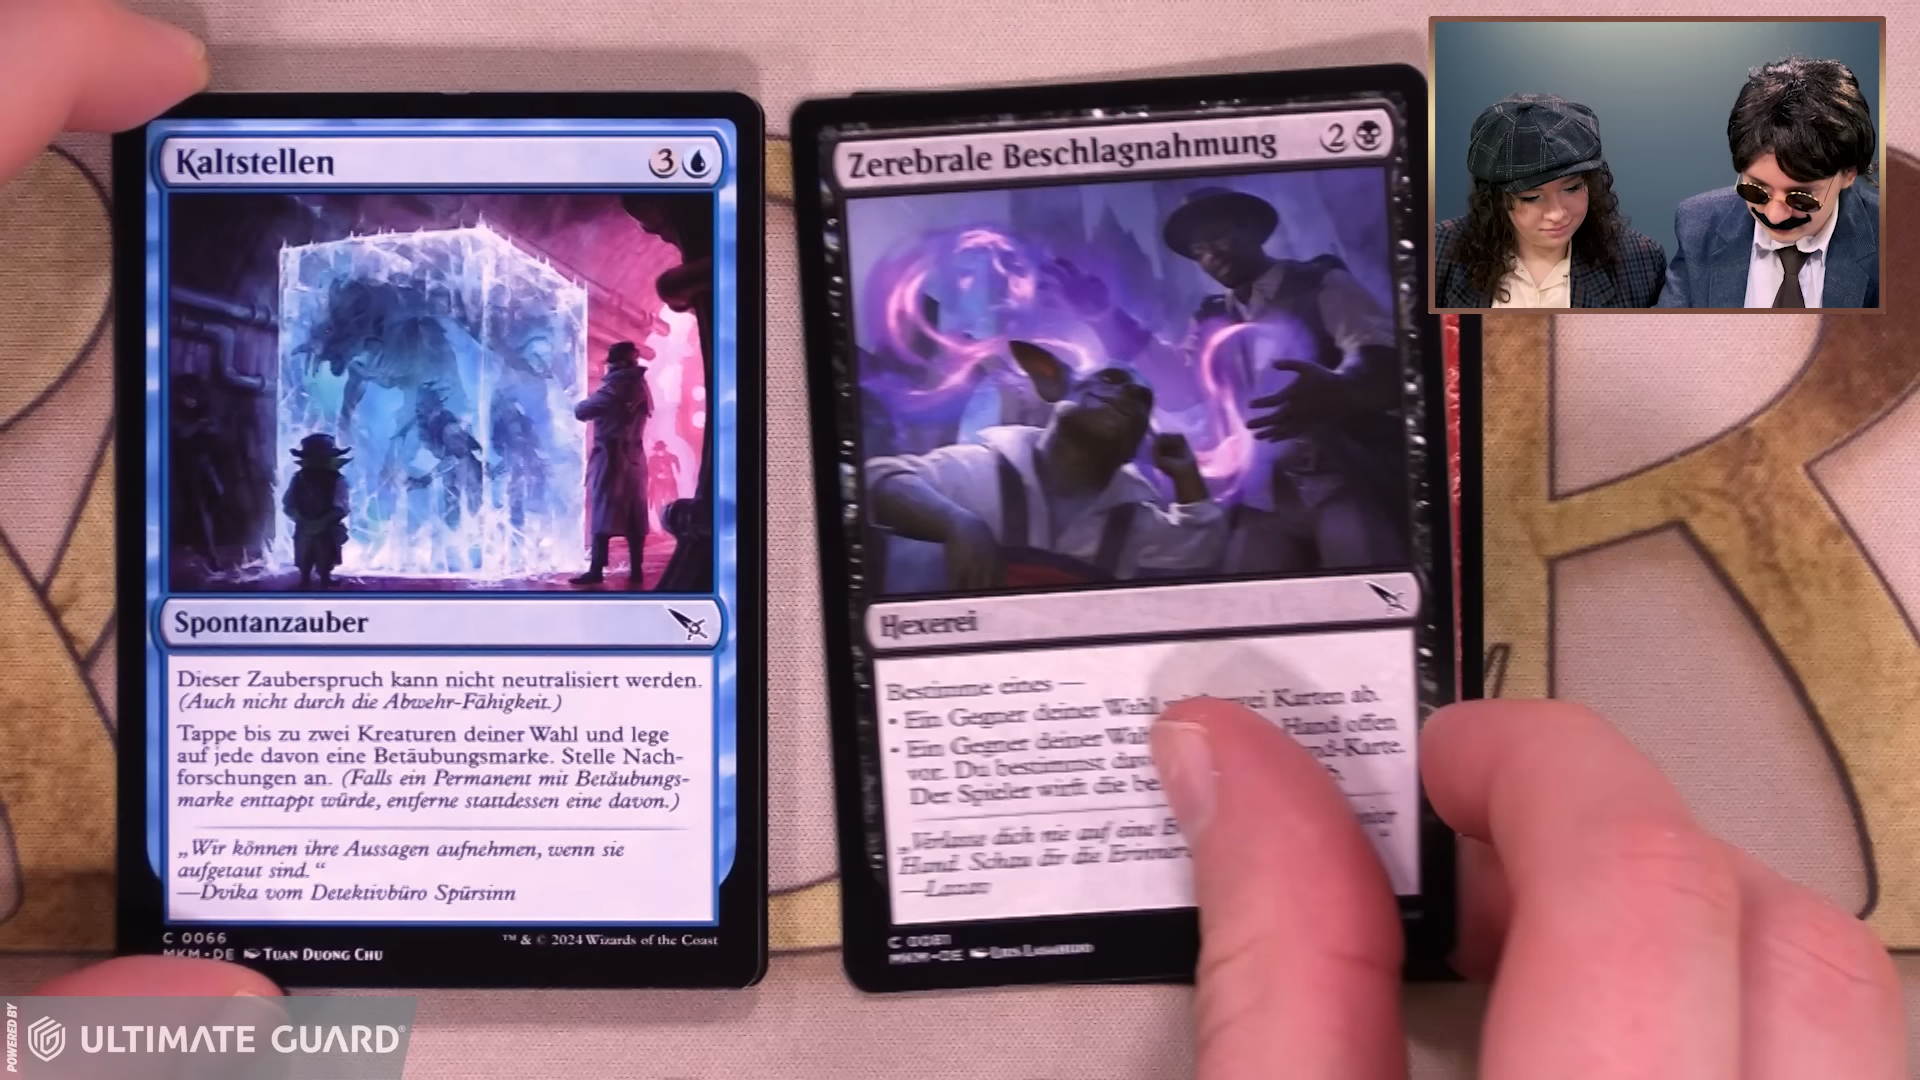 Kaltstellen
3
Spontanzauber
Dieser Zauberspruch kann nicht neutralisiert werden.
(Auch nicht durch die Abwehr-Fähigkeit.)
Tappe bis zu zwei Kreaturen deiner Wahl und lege
auf jede davon eine Betäubungsmarke. Stelle Nach-
forschungen an. (Falls ein Permanent mit Betäubungs-
marke enttappt würde, entferne stattdessen eine davon.)
„Wir können ihre Aussagen aufnehmen, wenn sie
aufgetaut sind.“
—Dvika vom Detektivbüro Spürsinn
C 0066
MKM • DE TUAN DUONG CHU
™ & © 2024 Wizards of the Coast
Zerebrale Beschlagnahmung
2
Hexerei
Bestimme eines —
• Ein Gegner deiner Wahl Karten ab.
• Ein Gegner deiner Hand offen
vor. Du bestimmst
Der Spieler wirft die
„Verlasse dich nie auf eine
Hand. Schau dir die
—Lazav
MKM • DE
POWERED BY
ULTIMATE GUARD®